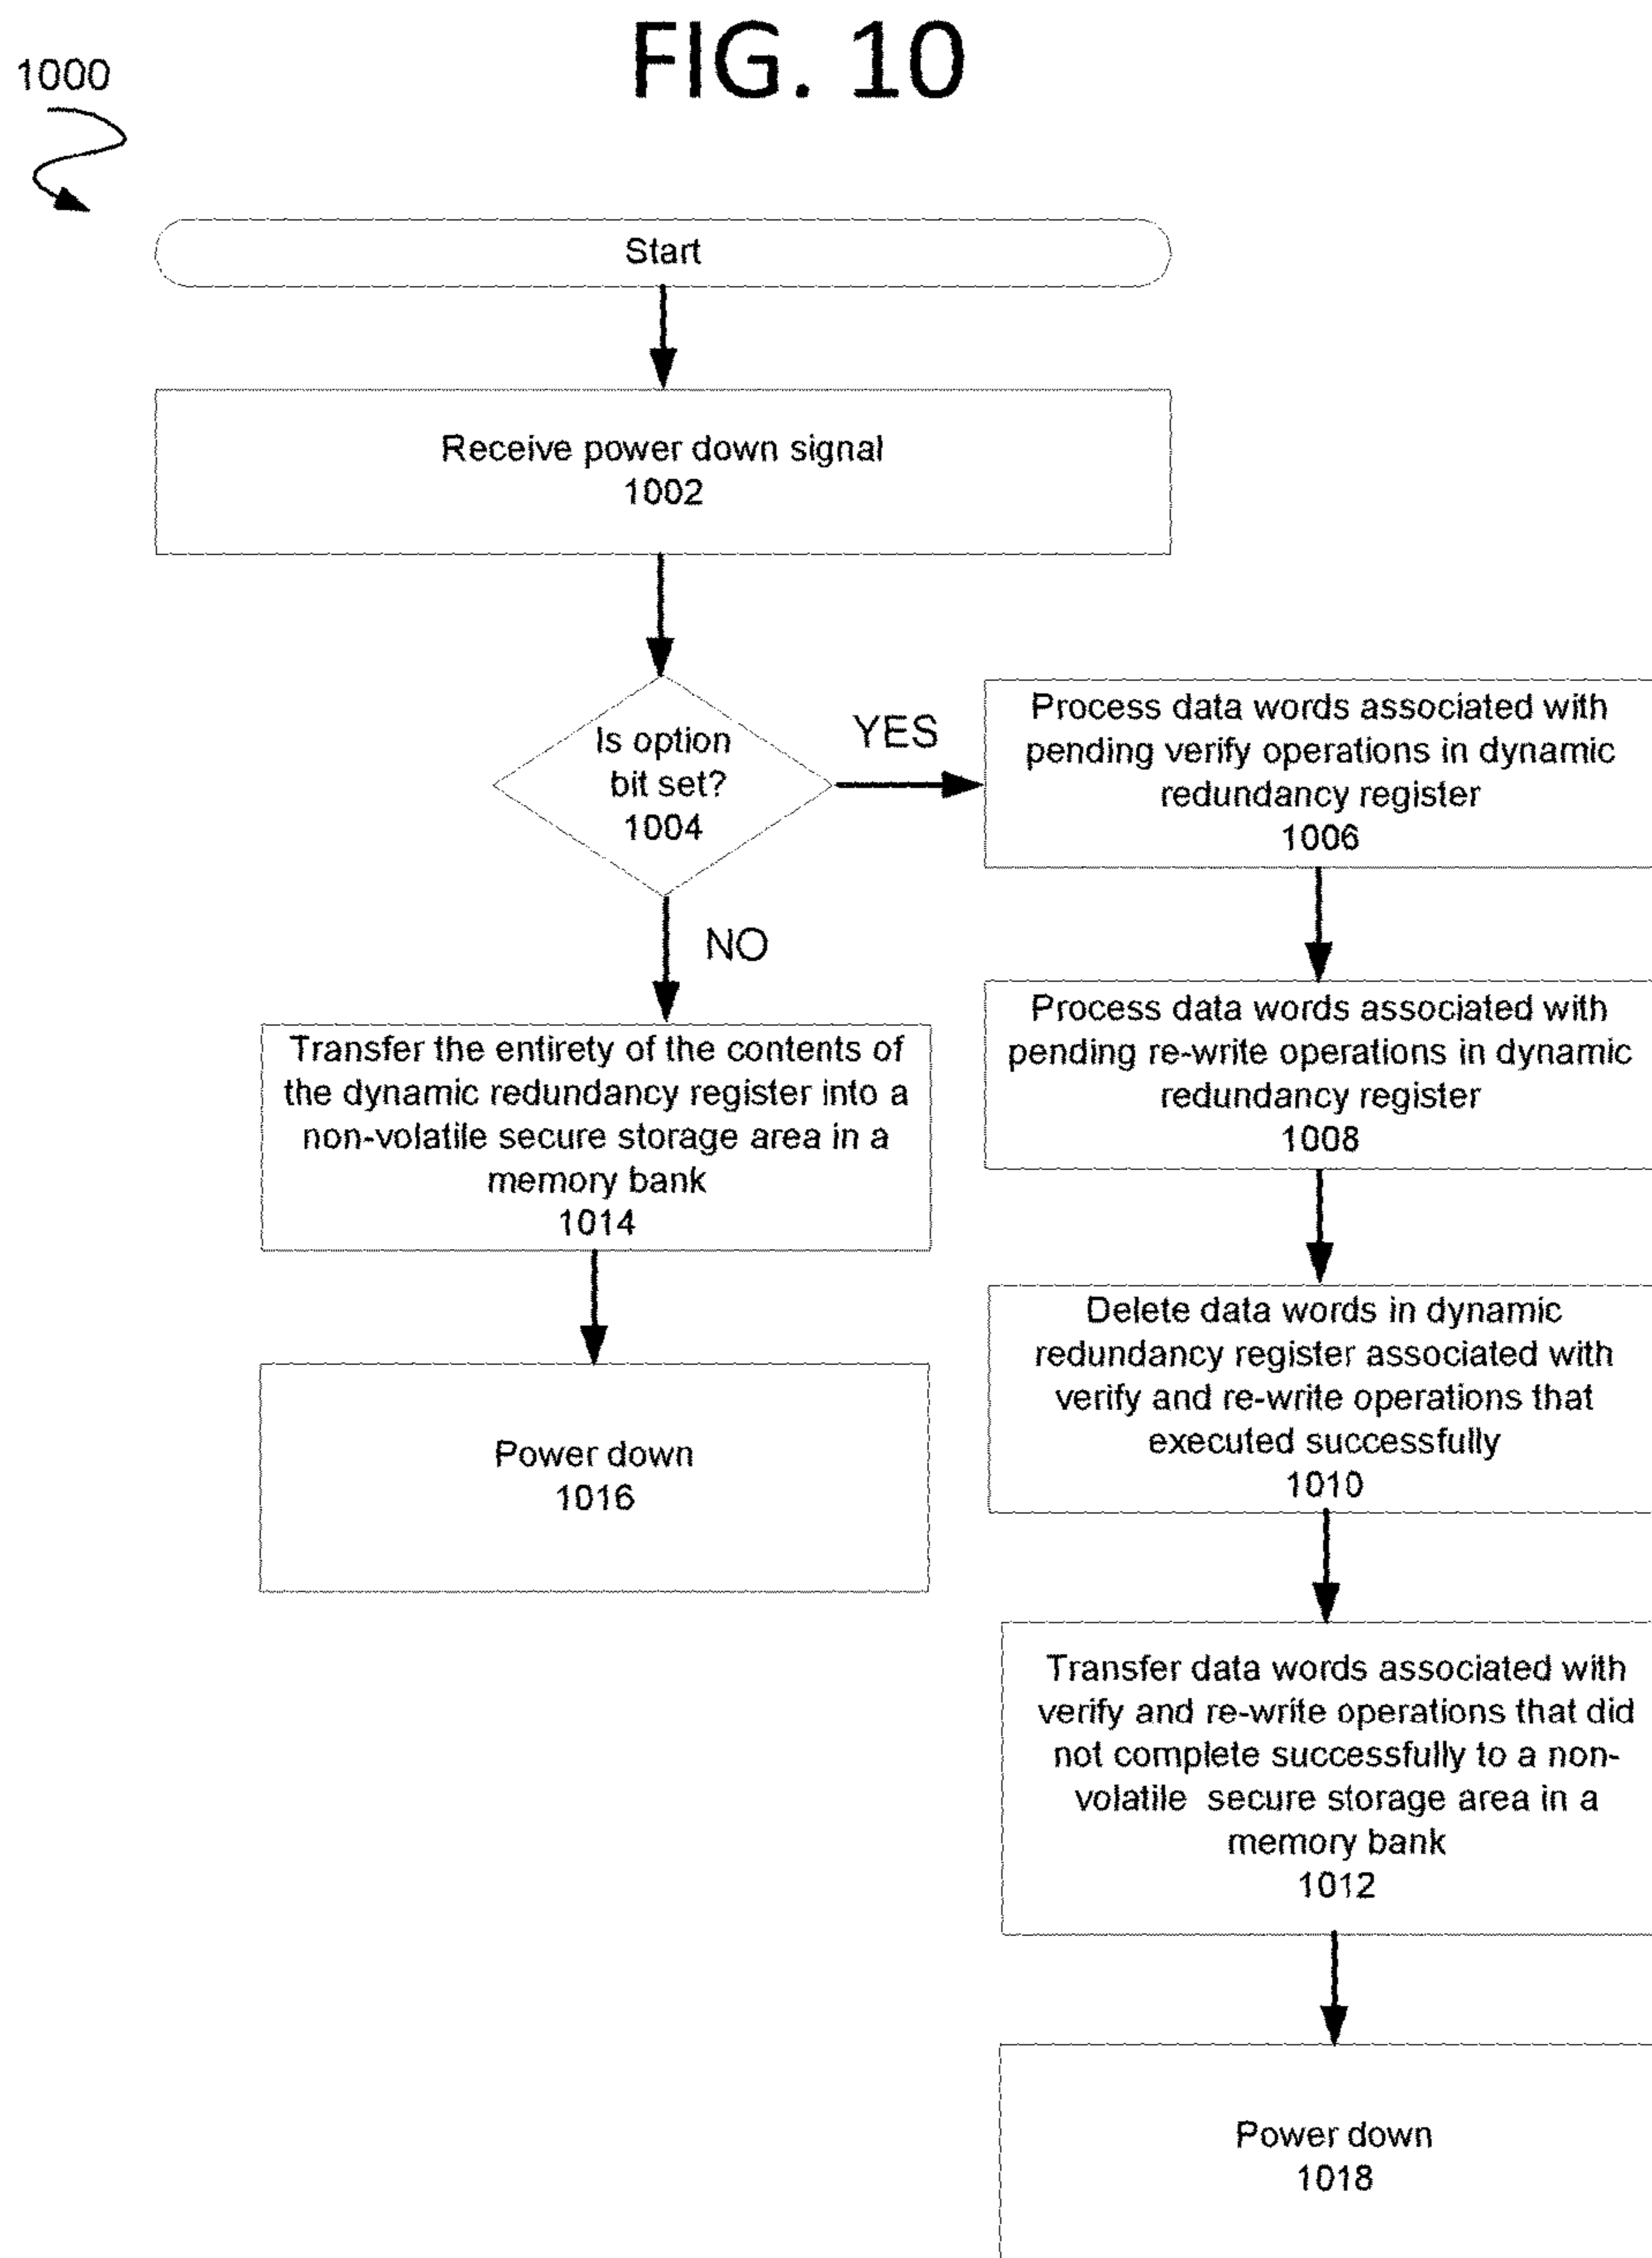 FIG. 10
1000
Start
Receive power down signal
1002
Is option
bit set?
1004
YES
NO
Process data words associated with
pending verify operations in dynamic
redundancy register
1006
Process data words associated with
pending re-write operations in dynamic
redundancy register
1008
Transfer the entirety of the contents of
the dynamic redundancy register into a
non-volatile secure storage area in a
memory bank
1014
Delete data words in dynamic
redundancy register associated with
verify and re-write operations that
executed successfully
1010
Power down
1016
Transfer data words associated with
verify and re-write operations that did
not complete successfully to a non-
volatile secure storage area in a
memory bank
1012
Power down
1018